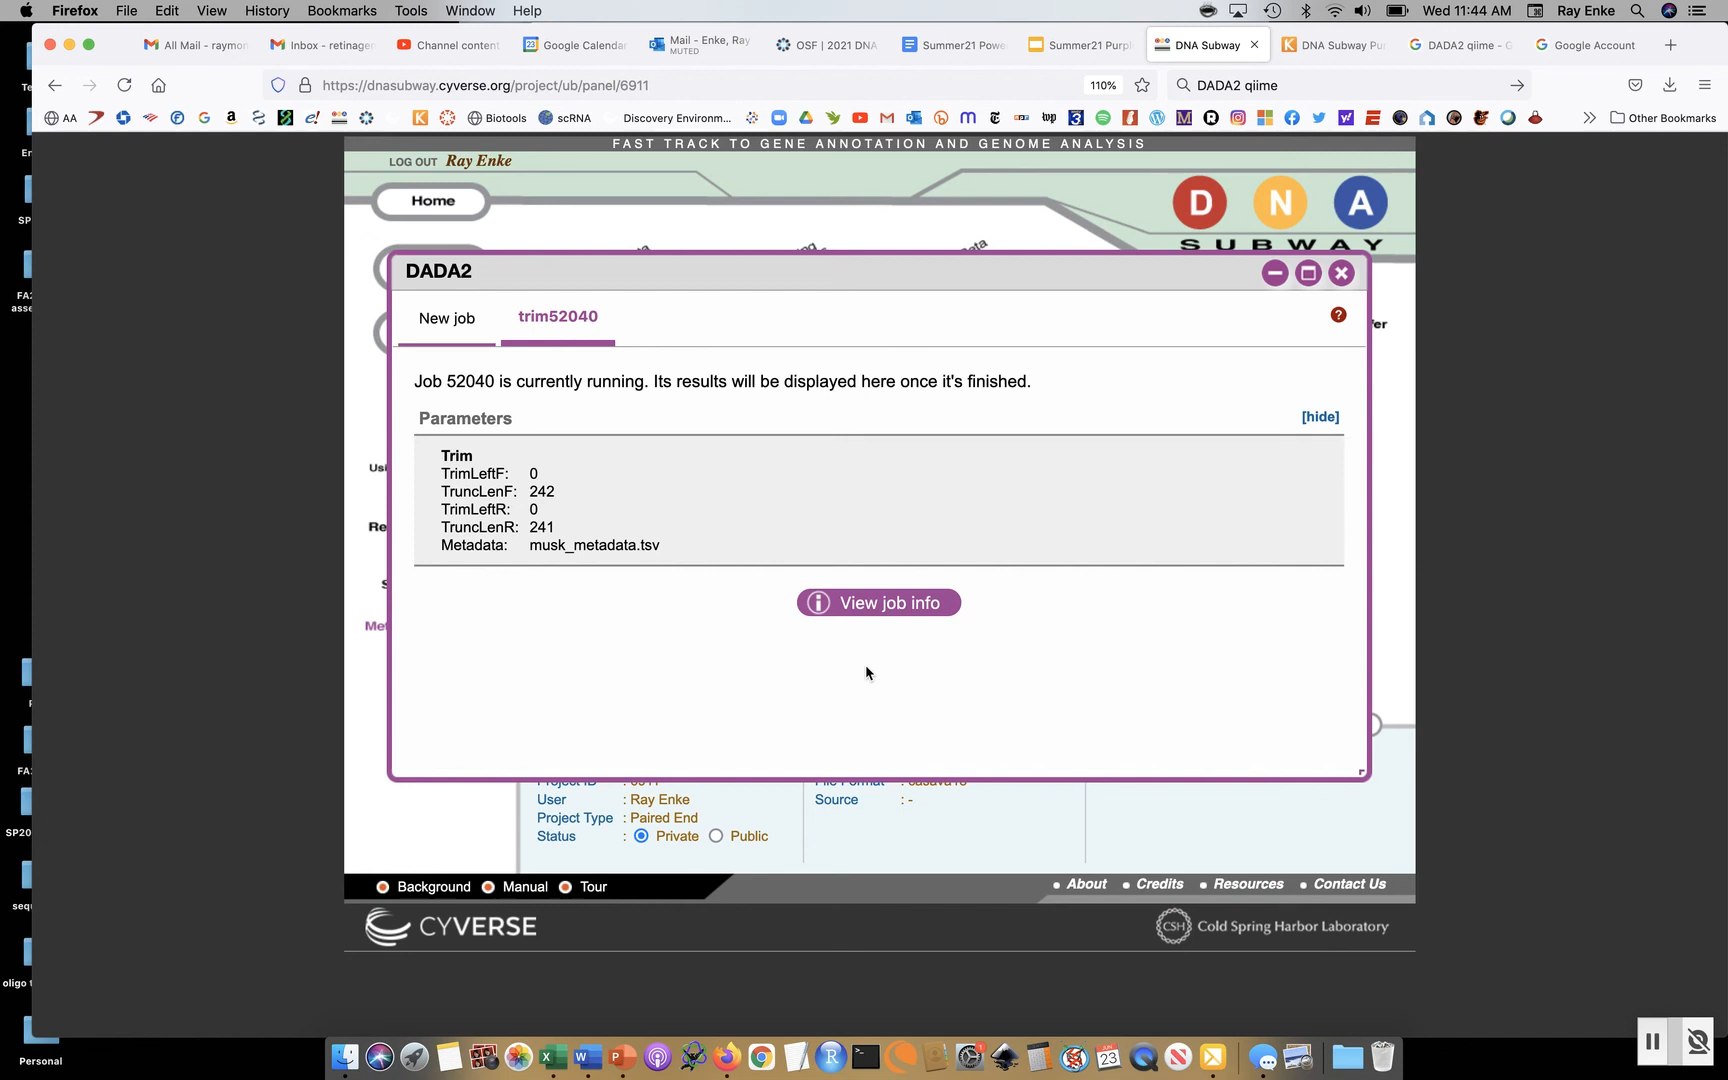 Firefox File Edit View History Bookmarks Tools Window Help
Wed 11:44 AM Ray Enke
All Mail - raymon
Inbox - retinager
Channel content
Google Calenda
Mail - Enke, Ray
MUTED
OSF | 2021 DNA
Summer21 Powe
Summer21 Purpl
DNA Subway
DNA Subway Pur
DADA2 qiime - G
Google Account
https://dnasubway.cyverse.org/project/ub/panel/6911
110%
DADA2 qiime
AA
Biotools
scRNA
Discovery Environm...
Other Bookmarks
FAST TRACK TO GENE ANNOTATION AND GENOME ANALYSIS
LOG OUT Ray Enke
Home
D N A
SUBWAY
DADA2
New job
trim52040
Job 52040 is currently running. Its results will be displayed here once it's finished.
Parameters
[hide]
Trim
TrimLeftF: 0
TruncLenF: 242
TrimLeftR: 0
TruncLenR: 241
Metadata: musk_metadata.tsv
View job info
User : Ray Enke
Source : -
Project Type : Paired End
Status : Private Public
Background Manual Tour
About Credits Resources Contact Us
CYVERSE
CSH Cold Spring Harbor Laboratory
oligo t
Personal